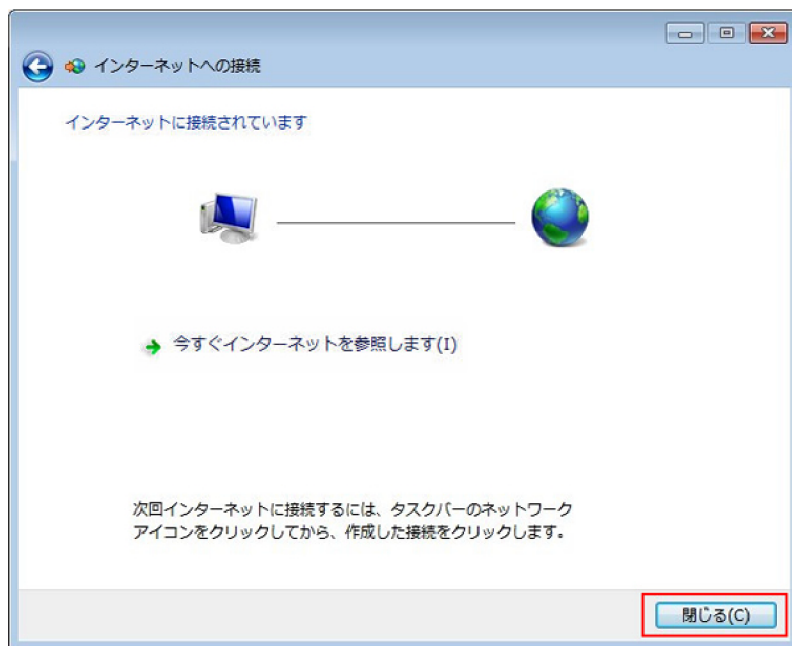 インターネットへの接続
インターネットに接続されています
今すぐインターネットを参照します(I)
次回インターネットに接続するには、タスクバーのネットワーク
アイコンをクリックしてから、作成した接続をクリックします。
閉じる(C)